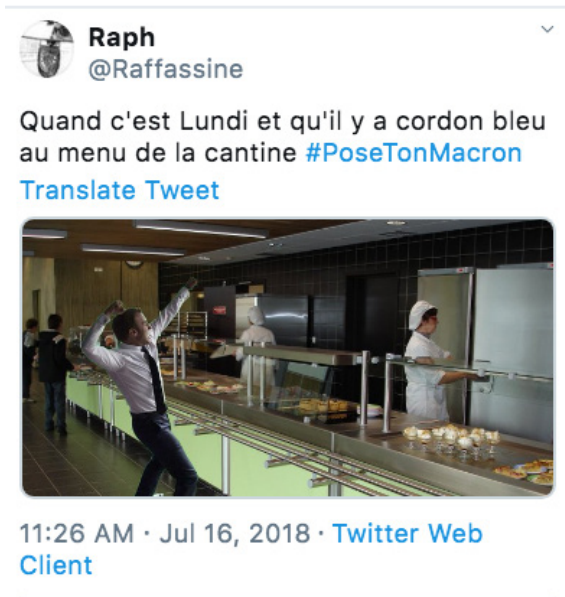 Raph
@Raffassine
Quand c'est Lundi et qu'il y a cordon bleu
au menu de la cantine #PoseTonMacron
Translate Tweet
11:26 AM · Jul 16, 2018 · Twitter Web
Client